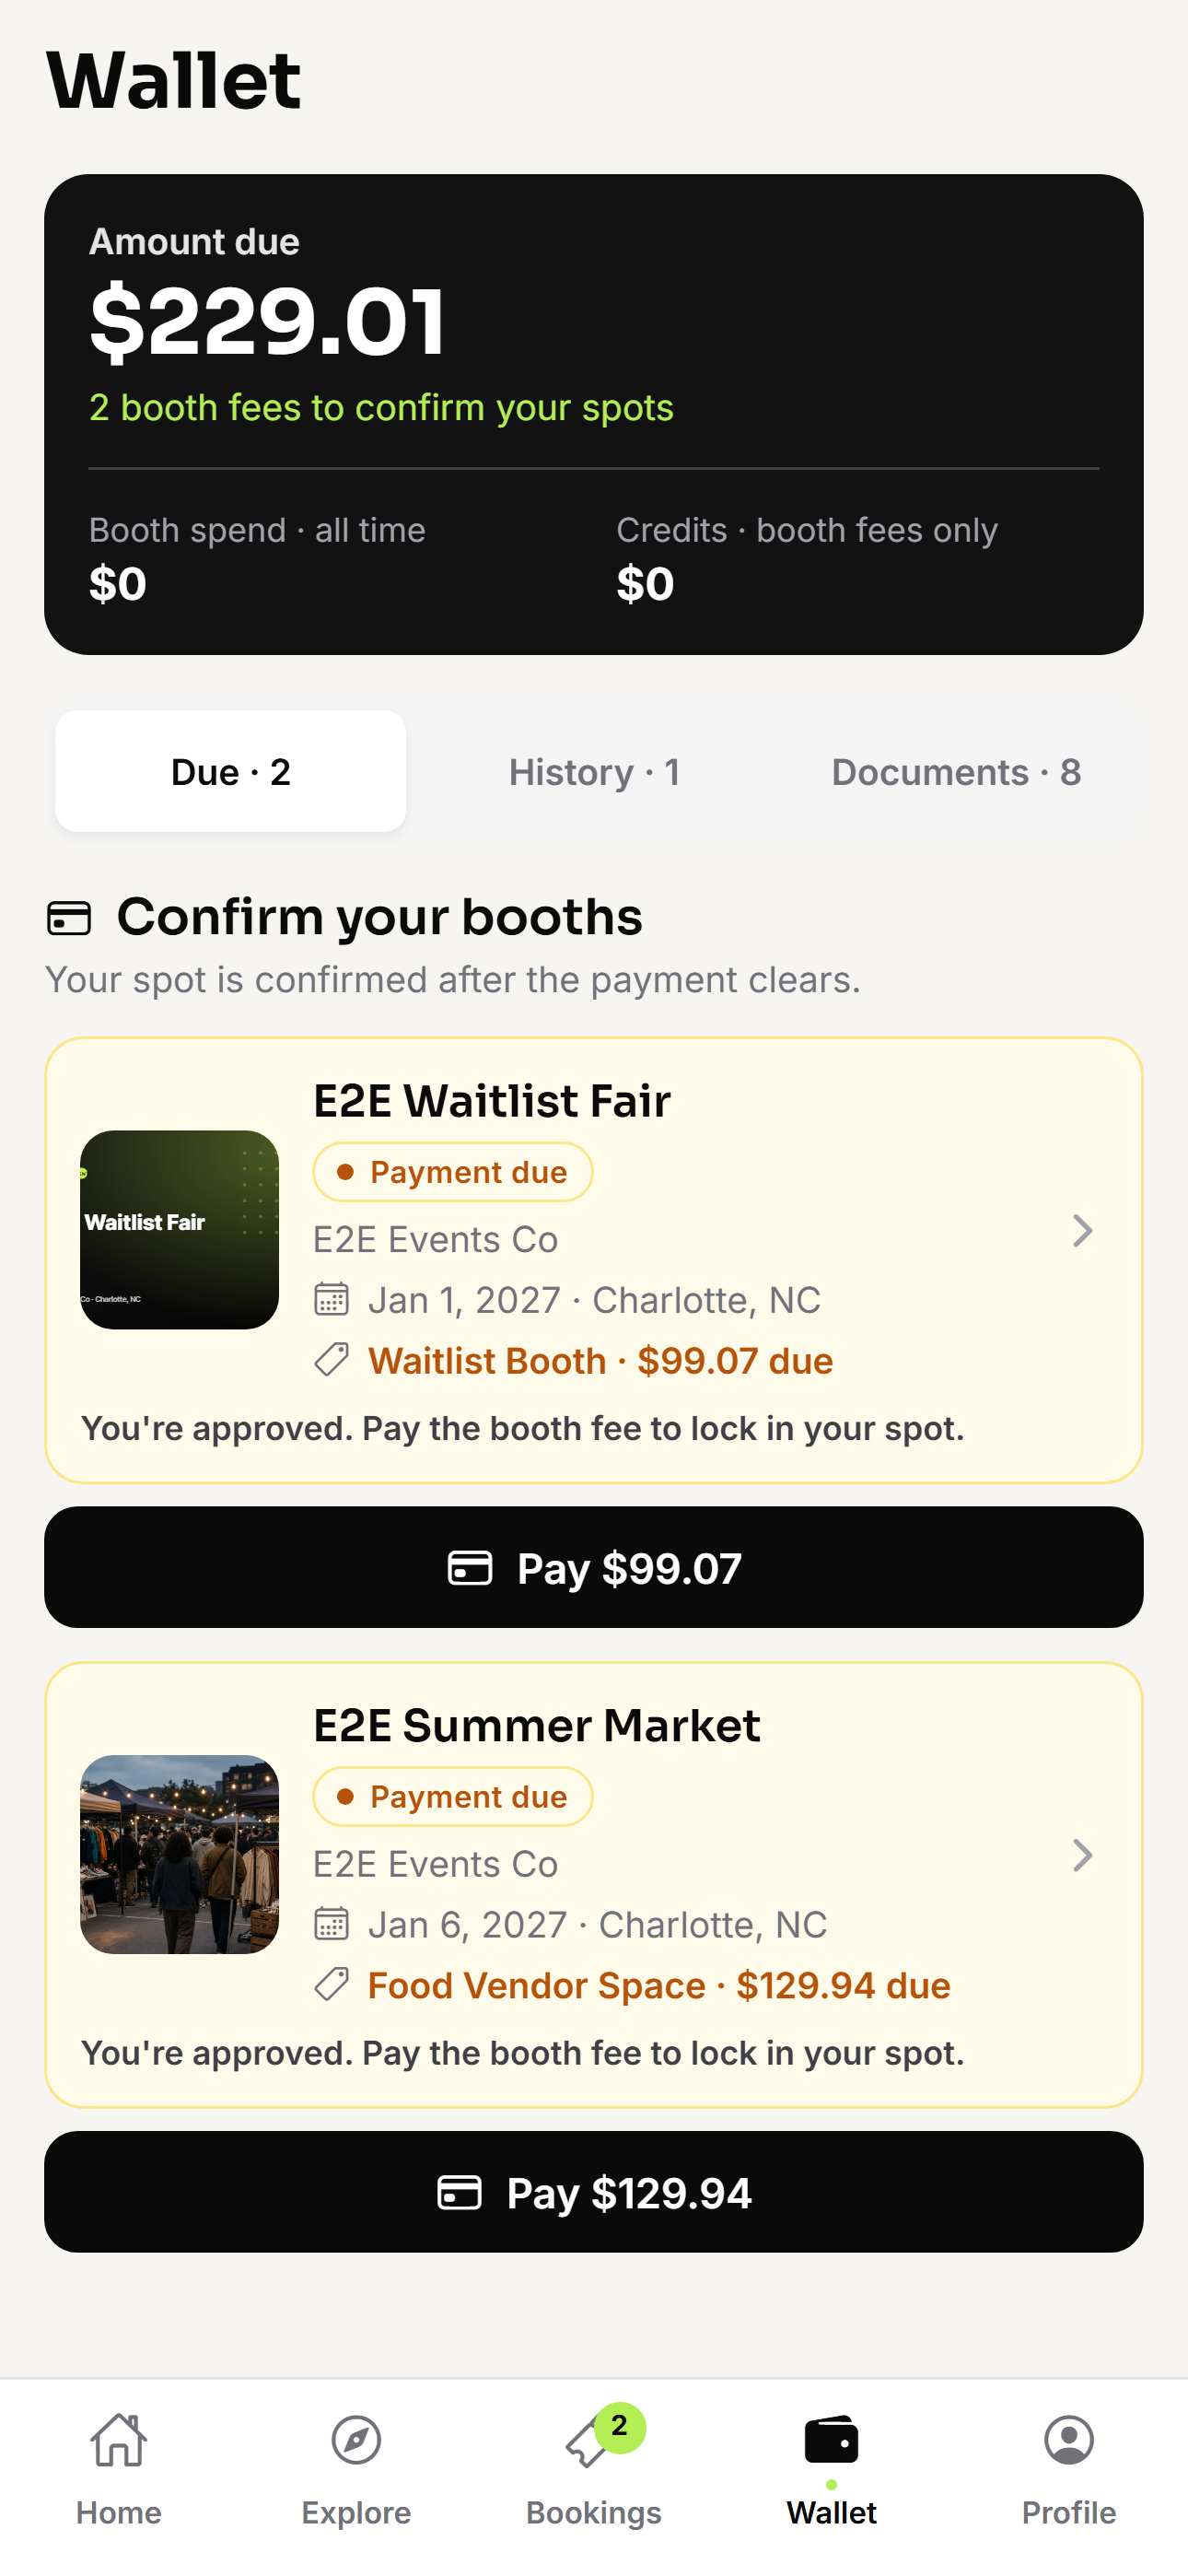 Wallet
Amount due
$229.01
2 booth fees to confirm your spots
Booth spend · all time
Credits · booth fees only
$0
$0
Due · 2
History · 1
Documents · 8
Confirm your booths
Your spot is confirmed after the payment clears.
E2E Waitlist Fair
Payment due
Waitlist Fair
E2E Events Co
Co · Charlotte, NC
Jan 1, 2027 · Charlotte, NC
Waitlist Booth · $99.07 due
You're approved. Pay the booth fee to lock in your spot.
Pay $99.07
E2E Summer Market
Payment due
E2E Events Co
Jan 6, 2027 · Charlotte, NC
Food Vendor Space · $129.94 due
You're approved. Pay the booth fee to lock in your spot.
Pay $129.94
2
Home
Explore
Bookings
Wallet
Profile